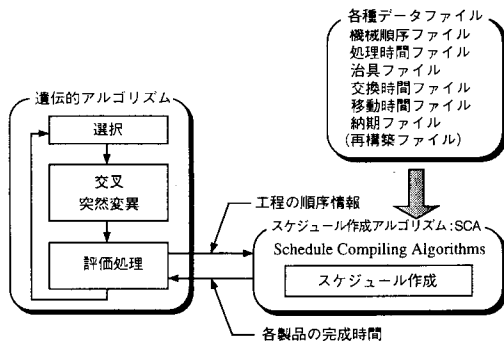 各種データファイル
機械順序ファイル
処理時間ファイル
治具ファイル
交換時間ファイル
移動時間ファイル
納期ファイル
(再構築ファイル)
遺伝的アルゴリズム
選択
交叉
突然変異
評価処理
工程の順序情報
スケジュール作成アルゴリズム:SCA
Schedule Compiling Algorithms
スケジュール作成
各製品の完成時間